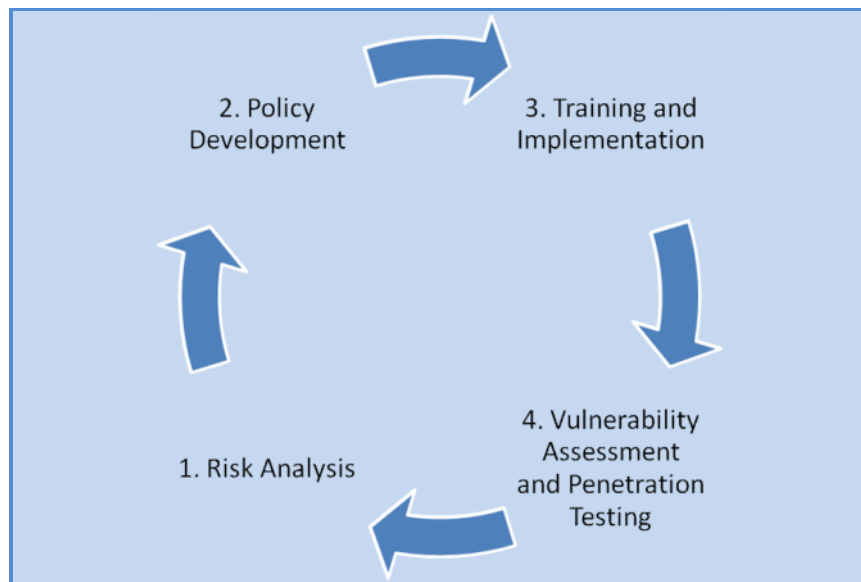 2. Policy
Development
3. Training and
Implementation
1. Risk Analysis
4. Vulnerability
Assessment
and Penetration
Testing